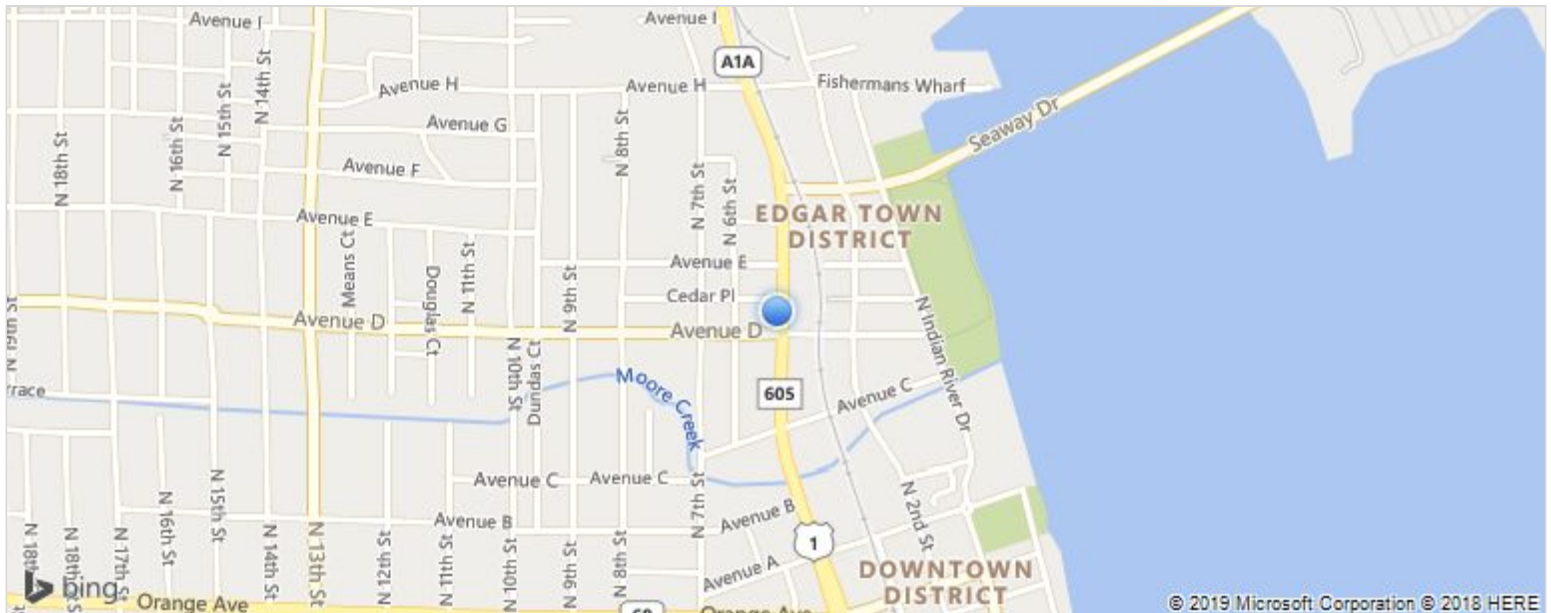 Avenue I
Avenue I
A1A
Avenue H
Avenue H
Fishermans Wharf
N 14th St
N 15th St
N 16th St
N 18th St
Avenue G
N 8th St
Seaway Dr
Avenue F
N 7th St
N 6th St
Avenue E
EDGAR TOWN
DISTRICT
Means Ct
Douglas Ct
N 11th St
N 9th St
Avenue E
Cedar Pl
Avenue D
Avenue D
N Indian River Dr
N 10th St
Dundas Ct
Moore Creek
605
Avenue C
rrace
Avenue C
Avenue C
N 7th St
N 2nd St
N 15th St
N 16th St
Avenue B
Avenue B
1
N 18th
N 18th St
N 17th St
N 14th St
N 13th St
N 12th St
N 11th St
N 10th St
N 9th St
N 8th St
Avenue A
DOWNTOWN
DISTRICT
bing
Orange Ave
Orange Ave
© 2019 Microsoft Corporation © 2018 HERE